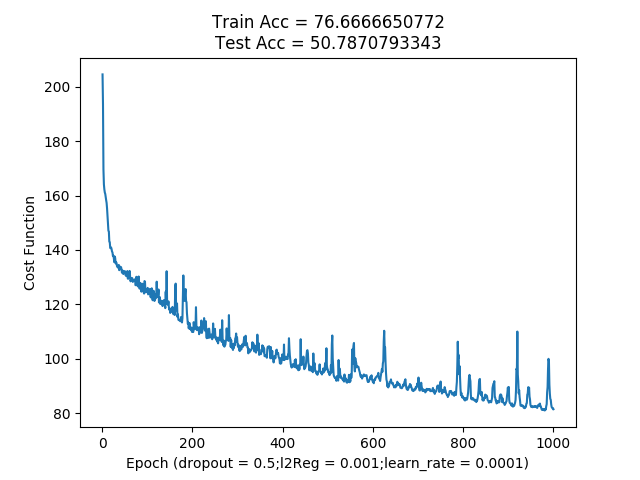 Train Acc = 76.6666650772
Test Acc = 50.7870793343
200
180
160
140
120
100
80
Cost Function
0 200 400 600 800 1000
Epoch (dropout = 0.5;l2Reg = 0.001;learn_rate = 0.0001)